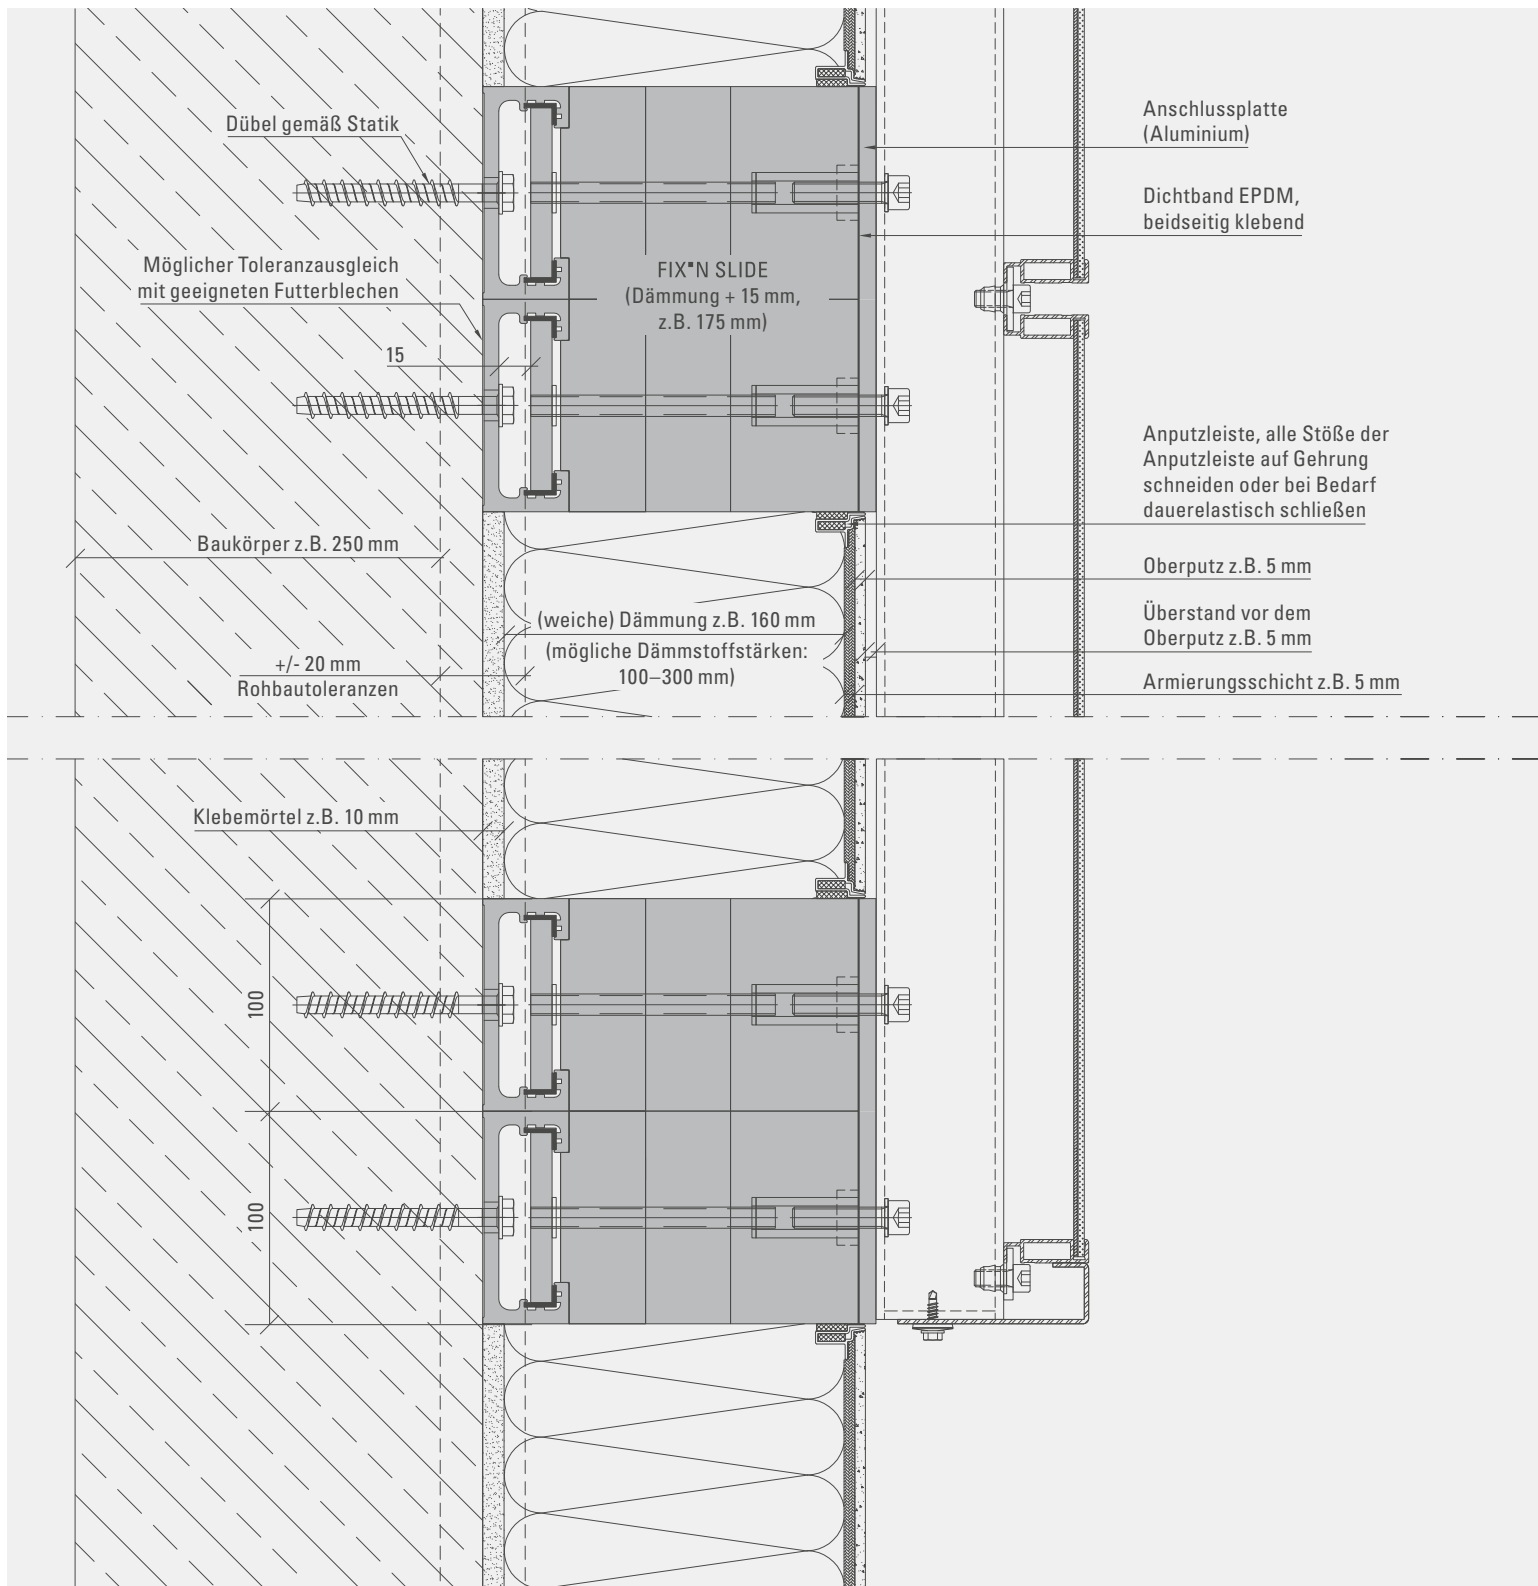 Anschlussplatte
(Aluminium)
Dübel gemäß Statik
Dichtband EPDM,
beidseitig klebend
Möglicher Toleranzausgleich
mit geeigneten Futterblechen
FIX■N SLIDE
(Dämmung + 15 mm,
z.B. 175 mm)
15
Anputzleiste, alle Stöße der
Anputzleiste auf Gehrung
schneiden oder bei Bedarf
dauerelastisch schließen
Baukörper z.B. 250 mm
Oberputz z.B. 5 mm
(weiche) Dämmung z.B. 160 mm
(mögliche Dämmstoffstärken:
100–300 mm)
Überstand vor dem
Oberputz z.B. 5 mm
+/- 20 mm
Rohbautoleranzen
Armierungsschicht z.B. 5 mm
Klebemörtel z.B. 10 mm
100
100